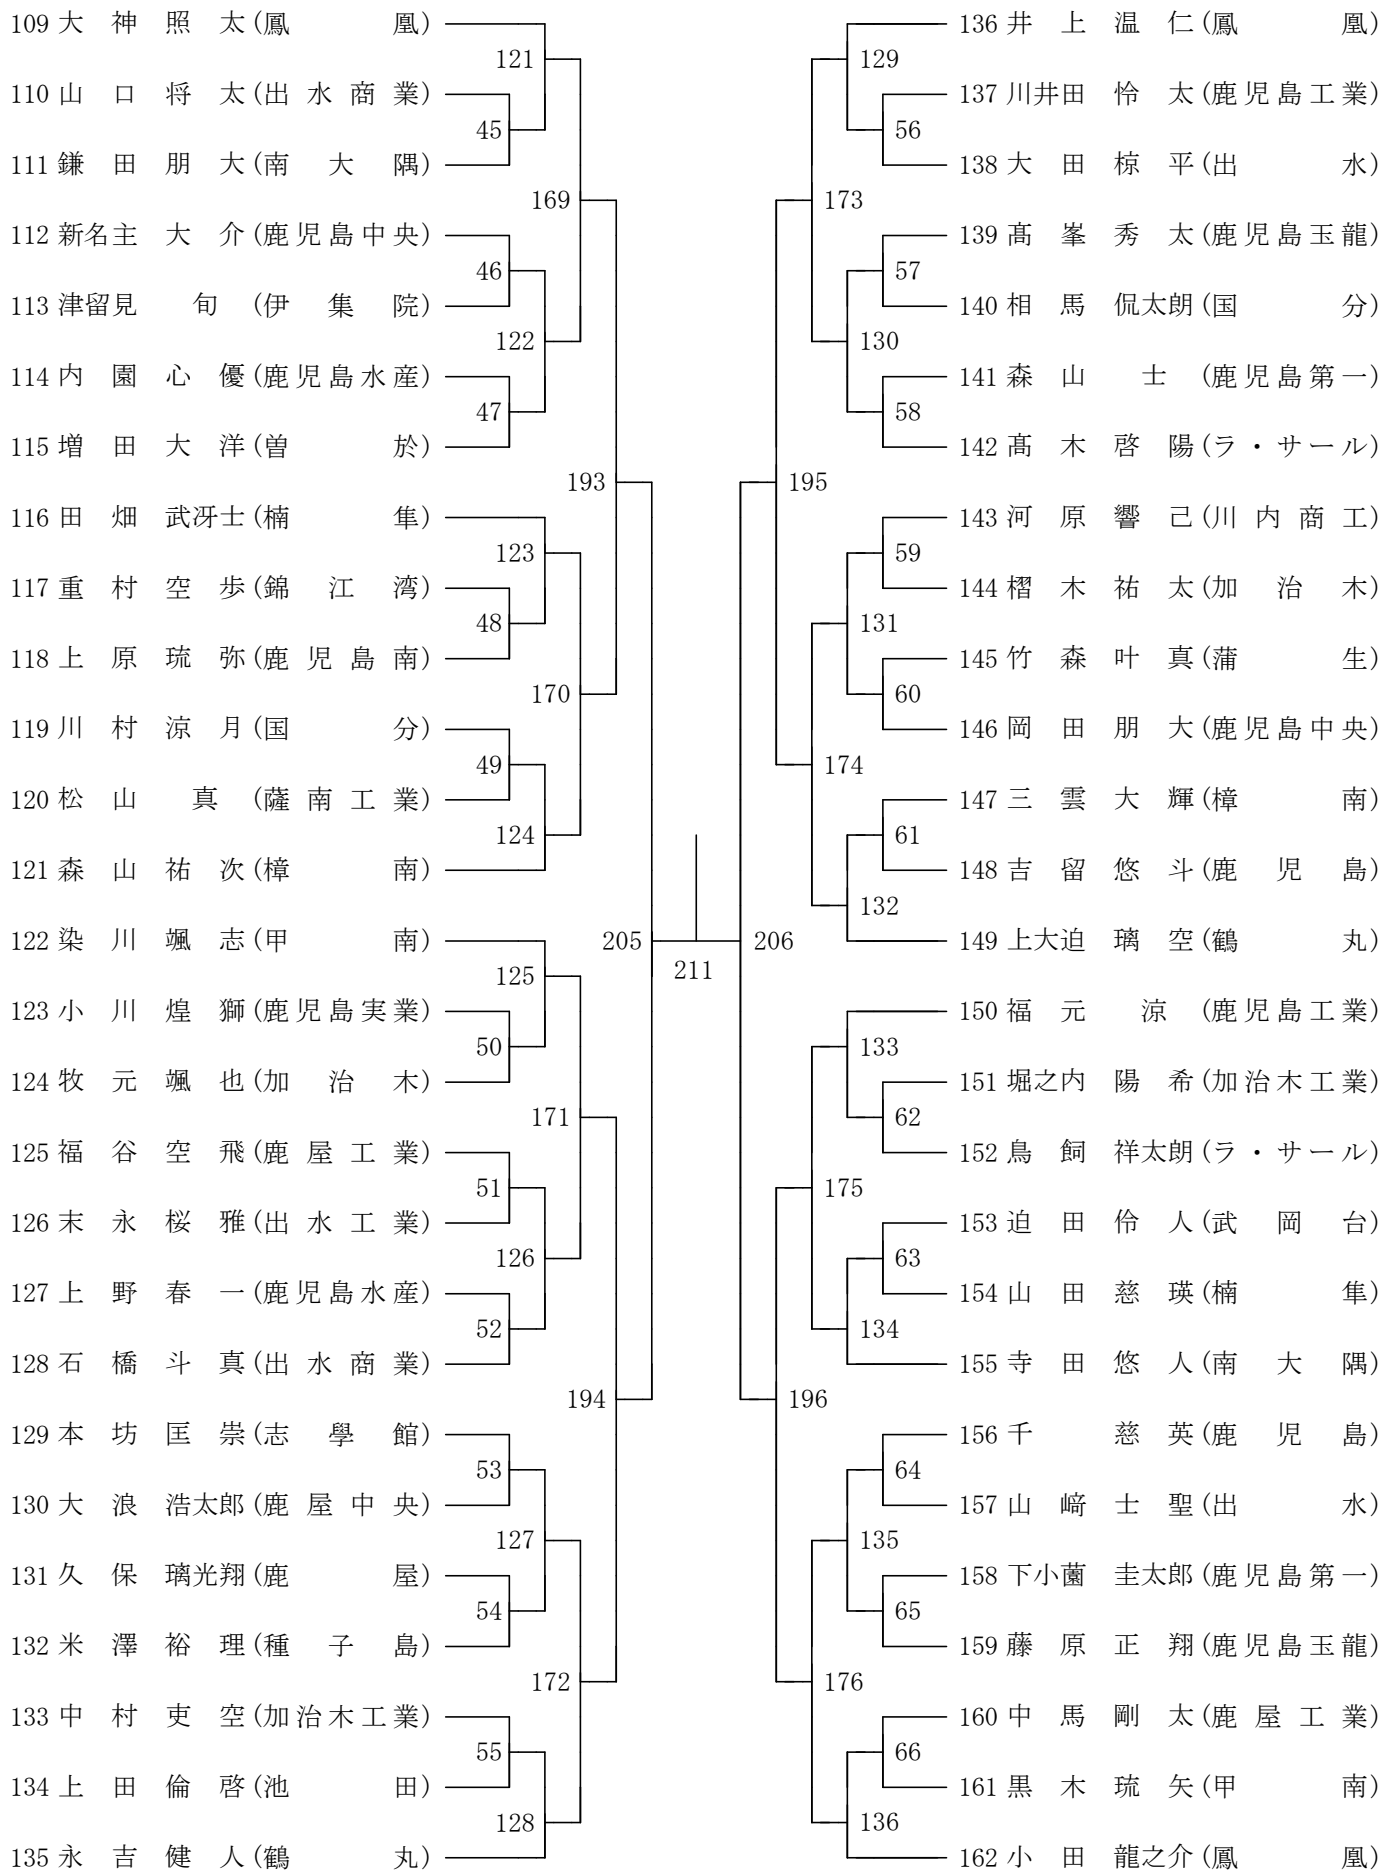 109 大神照太(鳳凰)
121
110 山口将太(出水商業)
45
111 鎌田朋大(南大隅)
169
112 新名主大介(鹿児島中央)
46
113 津留見旬(伊集院)
122
114 内園心優(鹿児島水産)
47
115 増田大洋(曽於)
193
116 田畑武冴士(楠隼)
123
117 重村空歩(錦江湾)
48
118 上原琉弥(鹿児島南)
170
119 川村涼月(国分)
49
120 松山真(薩南工業)
124
121 森山祐次(樟南)
122 染川颯志(甲南)
205
125
123 小川煌獅(鹿児島実業)
50
124 牧元颯也(加治木)
171
125 福谷空飛(鹿屋工業)
51
126 末永桜雅(出水工業)
126
127 上野春一(鹿児島水産)
52
128 石橋斗真(出水商業)
194
129 本坊匡崇(志學館)
53
130 大浪浩太郎(鹿屋中央)
127
131 久保璃光翔(鹿屋)
54
132 米澤裕理(種子島)
172
133 中村吏空(加治木工業)
55
134 上田倫啓(池田)
128
135 永吉健人(鶴丸)
211
136 井上温仁(鳳凰)
129
137 川井田怜太(鹿児島工業)
56
138 大田椋平(出水)
173
139 髙峯秀太(鹿児島玉龍)
57
140 相馬侃太朗(国分)
130
141 森山士(鹿児島第一)
58
142 髙木啓陽(ラ・サール)
195
143 河原響己(川内商工)
59
144 槢木祐太(加治木)
131
145 竹森叶真(蒲生)
60
146 岡田朋大(鹿児島中央)
174
147 三雲大輝(樟南)
61
148 吉留悠斗(鹿児島)
132
149 上大迫璃空(鶴丸)
206
150 福元涼(鹿児島工業)
133
151 堀之内陽希(加治木工業)
62
152 鳥飼祥太朗(ラ・サール)
175
153 迫田伶人(武岡台)
63
154 山田慈瑛(楠隼)
134
155 寺田悠人(南大隅)
196
156 千慈英(鹿児島)
64
157 山﨑士聖(出水)
135
158 下小薗圭太郎(鹿児島第一)
65
159 藤原正翔(鹿児島玉龍)
176
160 中馬剛太(鹿屋工業)
66
161 黒木琉矢(甲南)
136
162 小田龍之介(鳳凰)